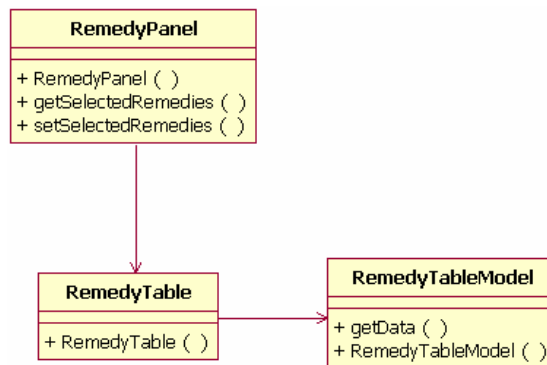 RemedyPanel
+ RemedyPanel ( )
+ getSelectedRemedies ( )
+ setSelectedRemedies ( )
RemedyTable
+ RemedyTable ( )
RemedyTableModel
+ getData ( )
+ RemedyTableModel ( )